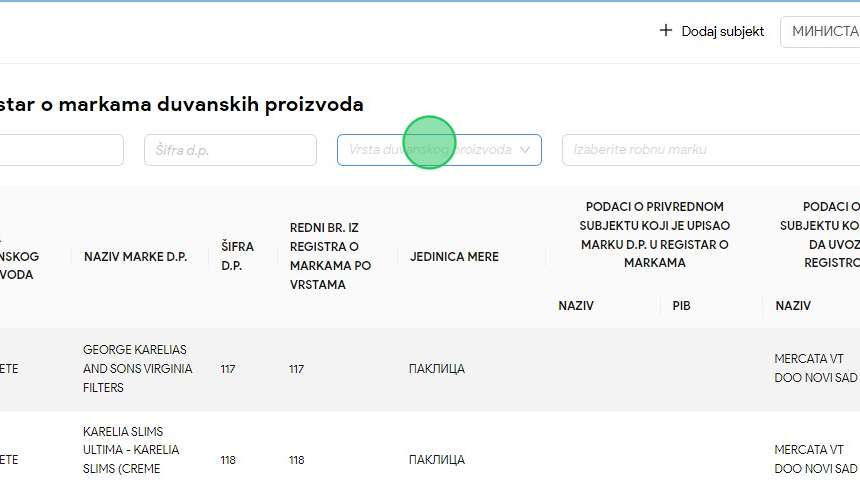 + Dodaj subjekt
МИНИСТА
star o markama duvanskih proizvoda
Šifra d.p.
Vrsta duvanskog proizvoda
Izaberite robnu marku
NSKOG
VODA
NAZIV MARKE D.P.
ŠIFRA
D.P.
REDNI BR. IZ
REGISTRA O
MARKAMA PO
VRSTAMA
JEDINICA MERE
PODACI O PRIVREDNOM
SUBJEKTU KOJI JE UPISAO
MARKU D.P. U REGISTAR O
MARKAMA
NAZIV
PIB
PODACI O
SUBJEKTU KO
DA UVOZ
REGISTRO
NAZIV
ETE
GEORGE KARELIAS
AND SONS VIRGINIA
FILTERS
117
117
ПАКЛИЦА
MERCATA VT
DOO NOVI SAD
ETE
KARELIA SLIMS
ULTIMA - KARELIA
SLIMS (CREME
118
118
ПАКЛИЦА
MERCATA VT
DOO NOVI SAD